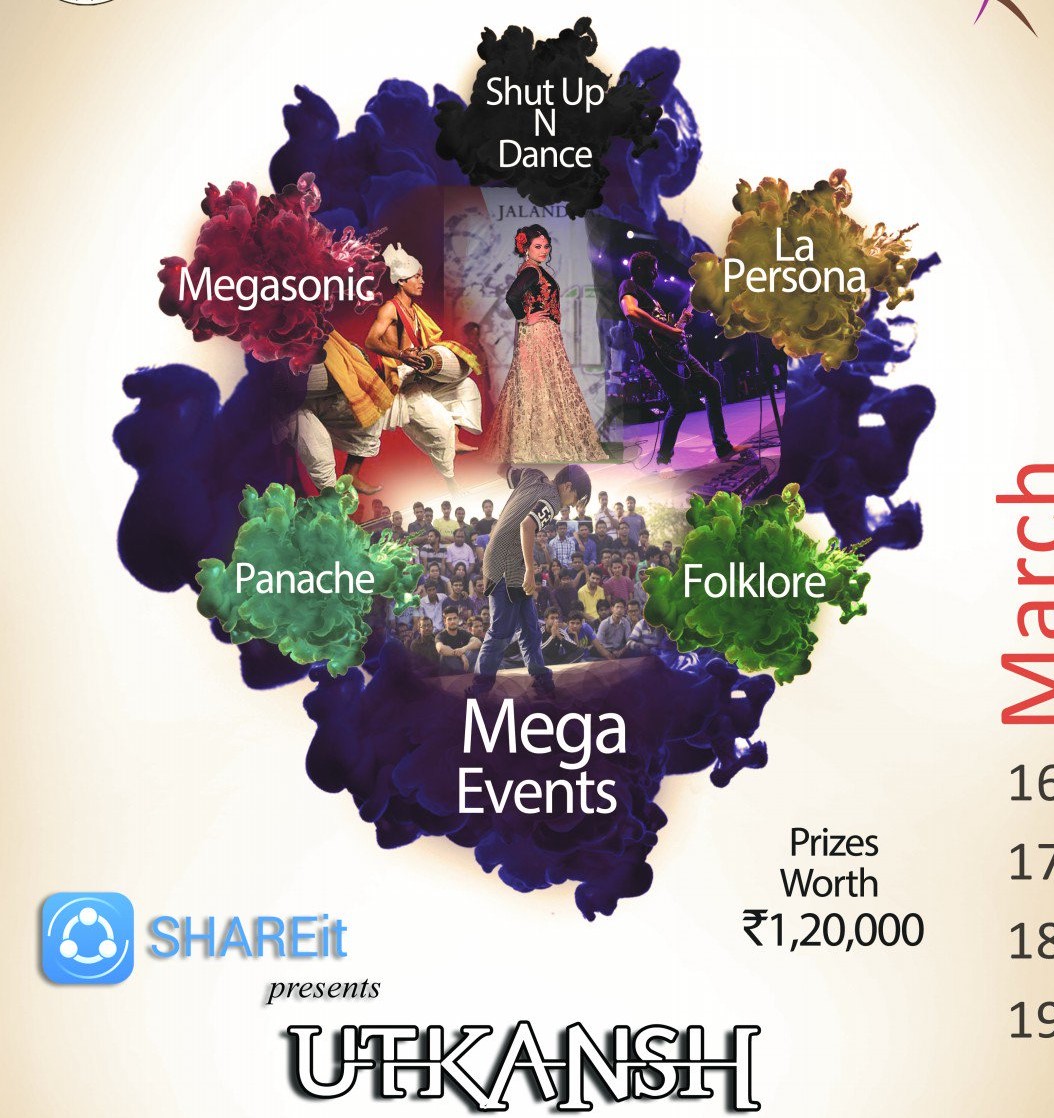 Shut Up
N
Dance
JALAND
La
Persona
Megasonic
Panache
Folklore
Mega
Events
March
16
17
18
19
Prizes
Worth
₹1,20,000
SHAREit
presents
UTKANSH